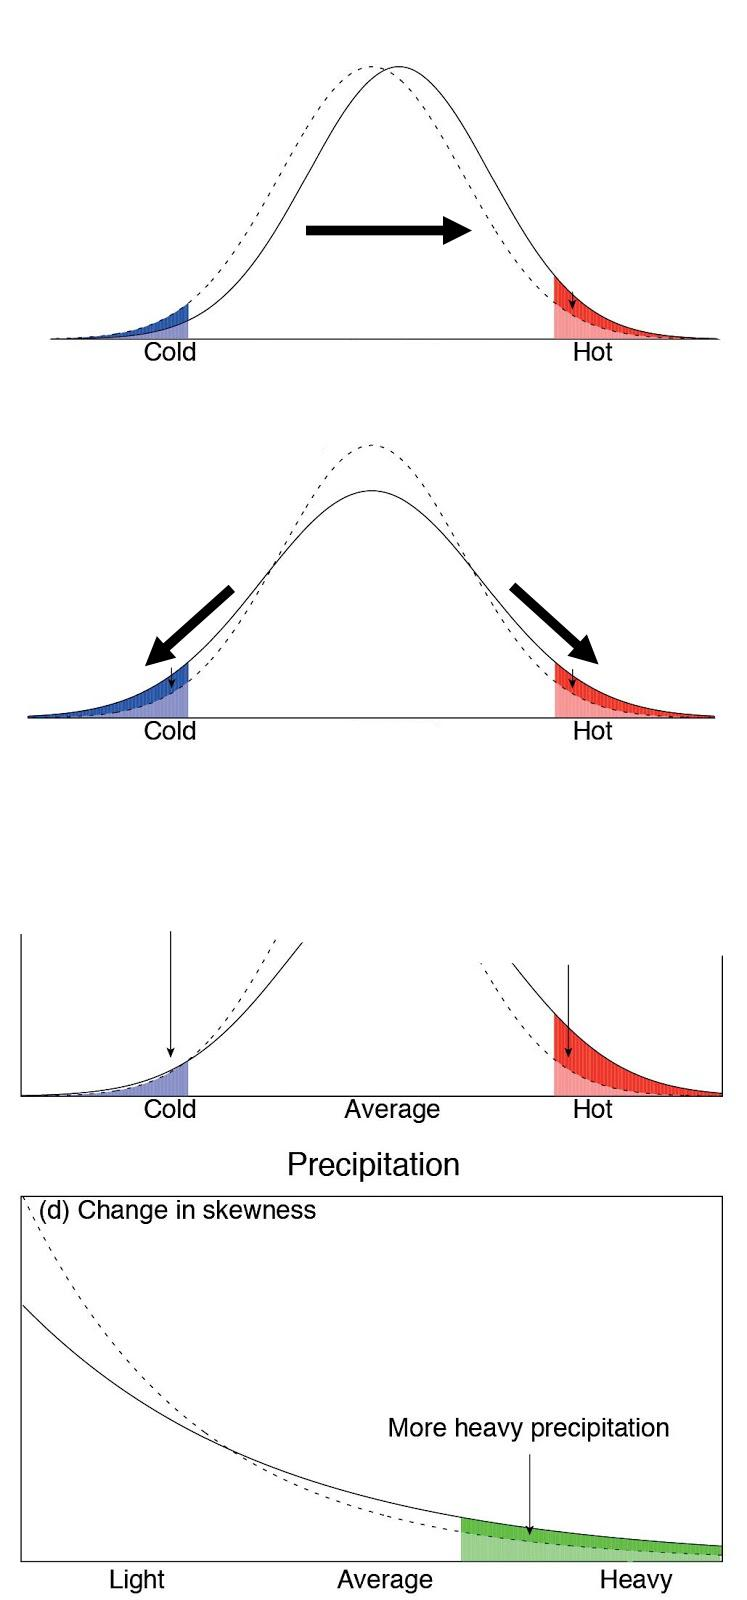 Cold Hot
Cold Hot
Cold Average Hot
Precipitation
(d) Change in skewness
More heavy precipitation
Light Average Heavy